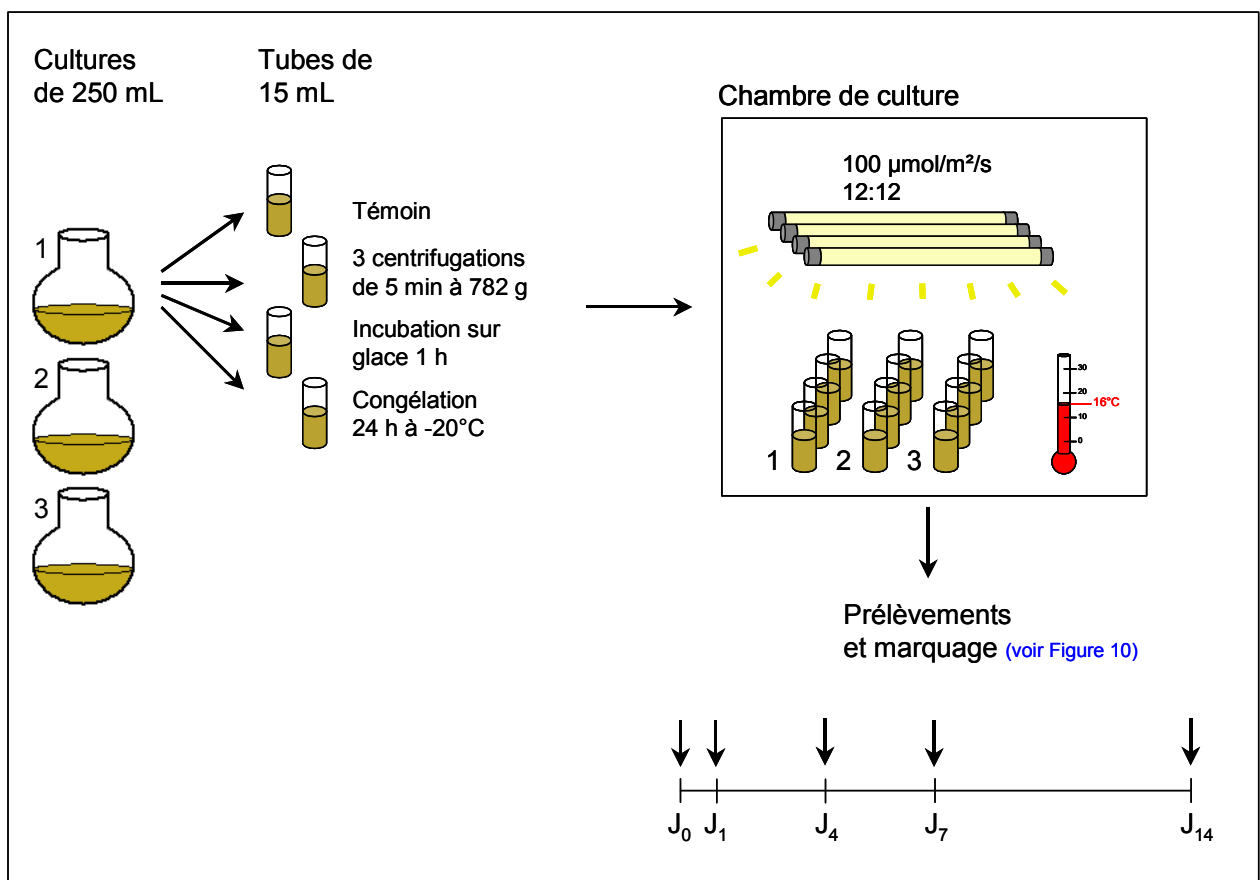 Cultures
de 250 mL
Tubes de
15 mL
1
2
3
Témoin
3 centrifugations
de 5 min à 782 g
Incubation sur
glace 1 h
Congélation
24 h à -20°C
Chambre de culture
100 µmol/m²/s
12:12
1 2 3
30
20
16°C
10
0
Prélèvements
et marquage (voir Figure 10)
J0 J1 J4 J7 J14